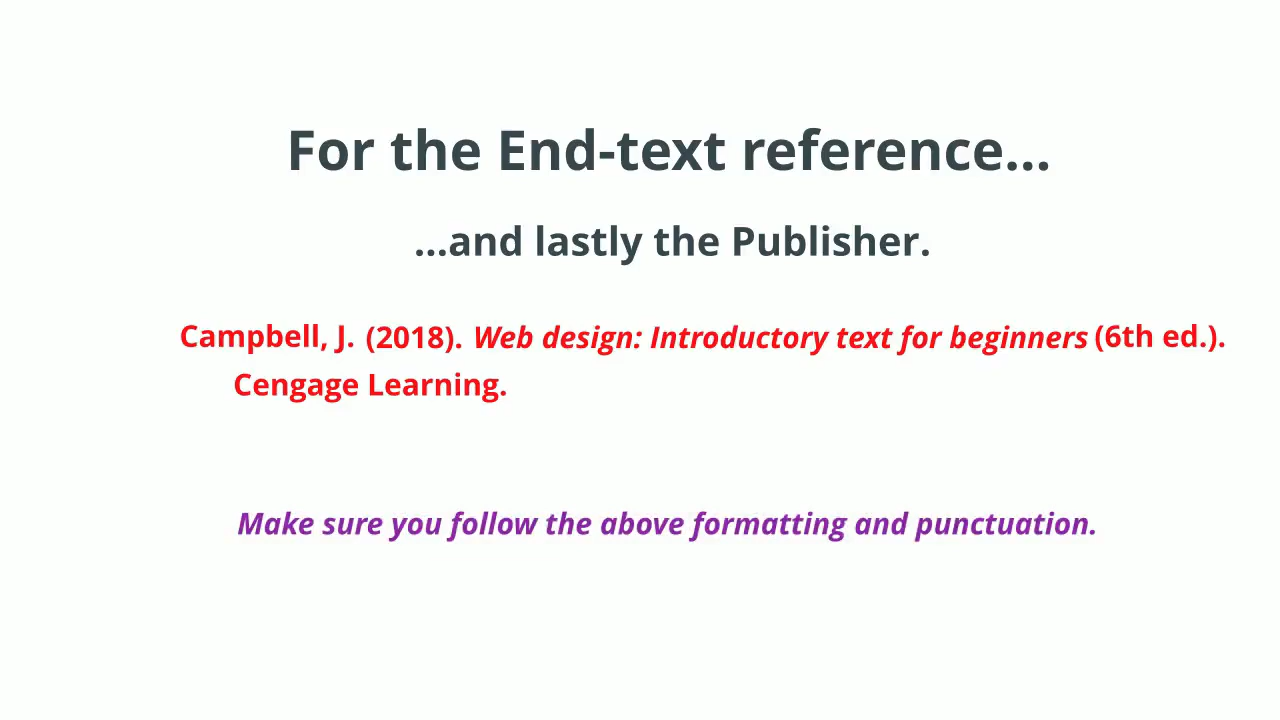 For the End-text reference...
...and lastly the Publisher.
Campbell, J. (2018). Web design: Introductory text for beginners (6th ed.).
Cengage Learning.
Make sure you follow the above formatting and punctuation.